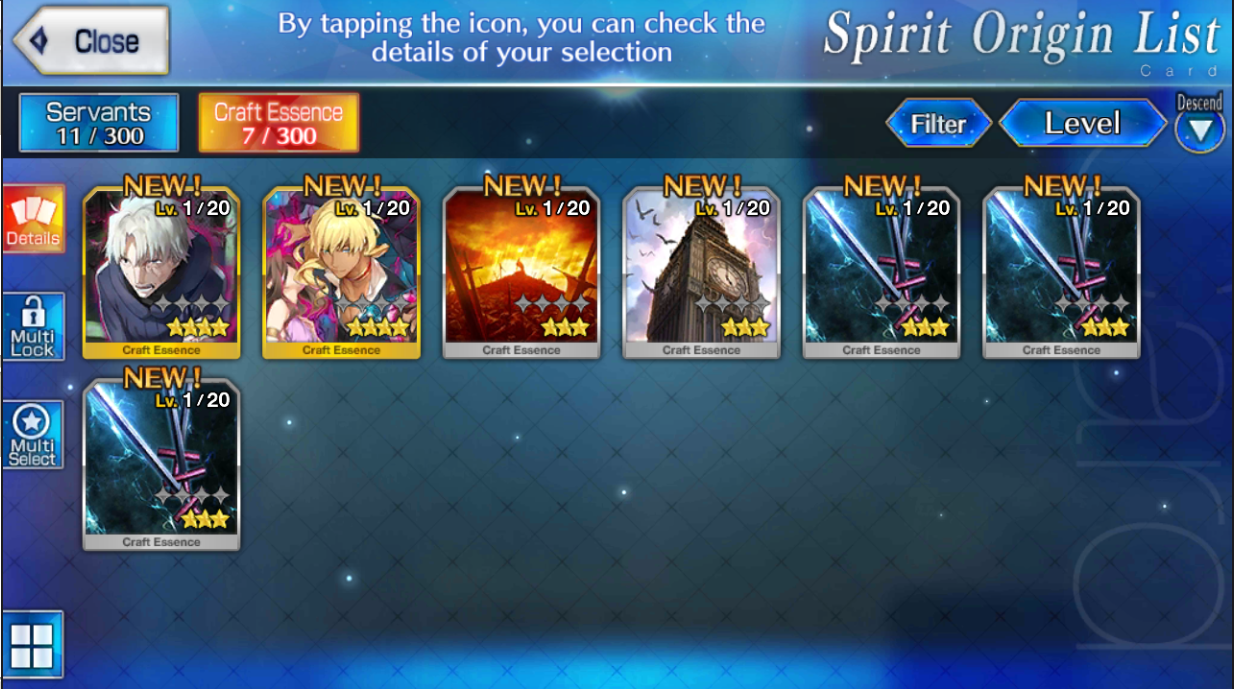 Close
By tapping the icon, you can check the
details of your selection
Spirit Origin List
Card
Servants
11 / 300
Craft Essence
7 / 300
Filter
Level
Descend
Details
Multi
Lock
Multi
Select
NEW!
Lv. 1/20
Craft Essence
NEW!
Lv. 1/20
Craft Essence
NEW!
Lv. 1/20
Craft Essence
NEW!
Lv. 1/20
Craft Essence
NEW!
Lv. 1/20
Craft Essence
NEW!
Lv. 1/20
Craft Essence
NEW!
Lv. 1/20
Craft Essence
Card